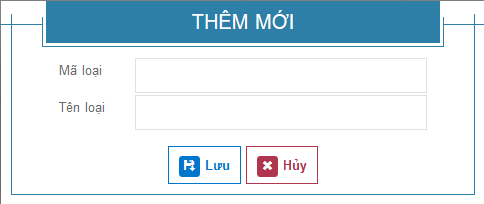 THÊM MỚI
Mã loại
Tên loại
Lưu Hủy